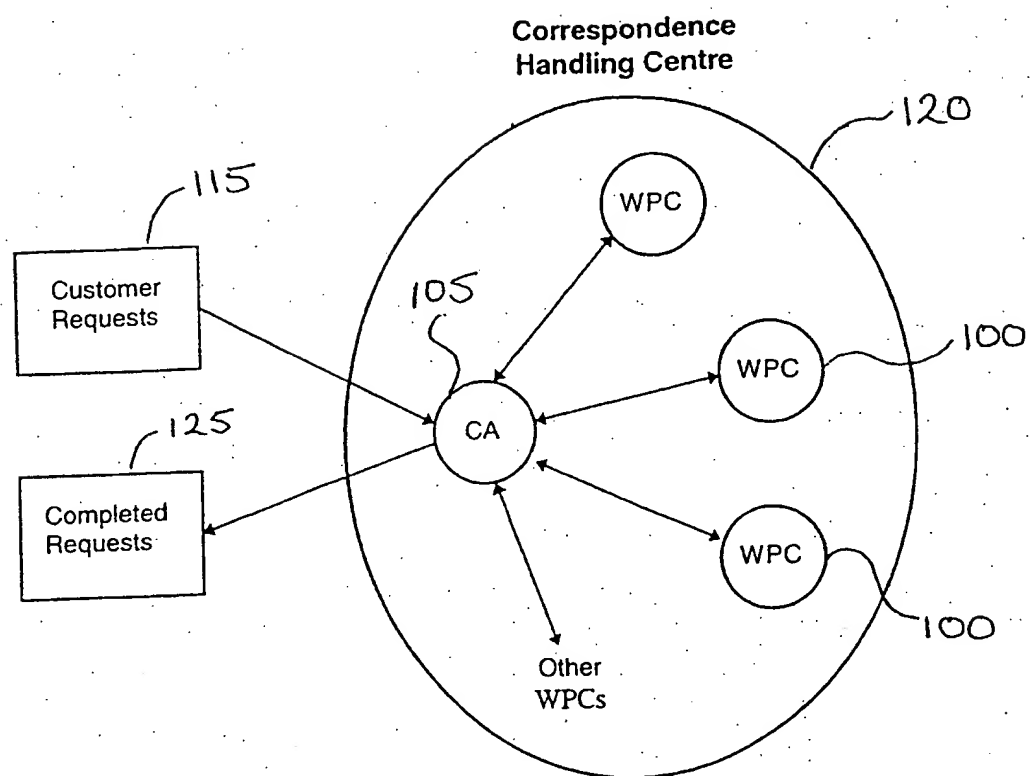 Correspondence
Handling Centre
120
115
WPC
Customer
Requests
105
100
WPC
125
CA
Completed
Requests
WPC
100
Other
WPCs